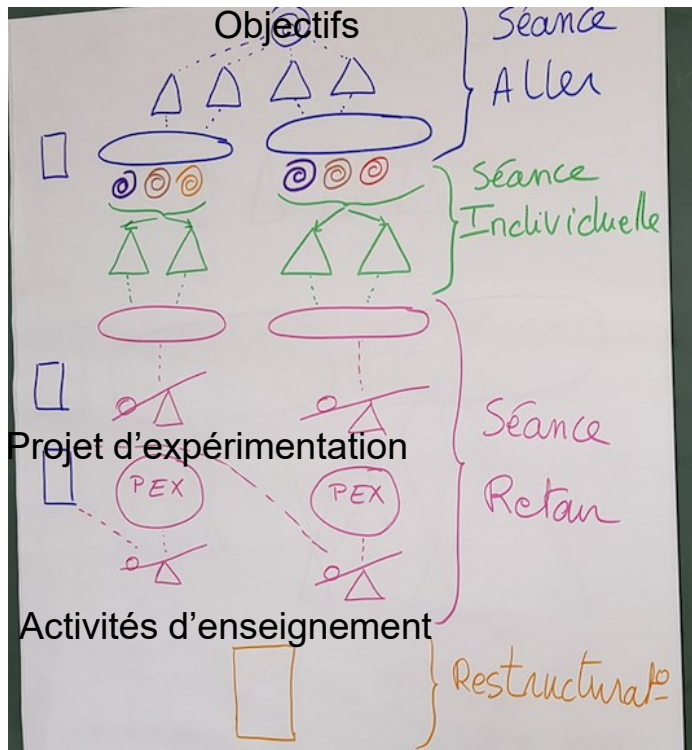 Objectifs
Séance
Aller
Séance
Individuelle
Séance
Retour
Projet d’expérimentation
PEX
PEX
Activités d’enseignement
Restructurat°